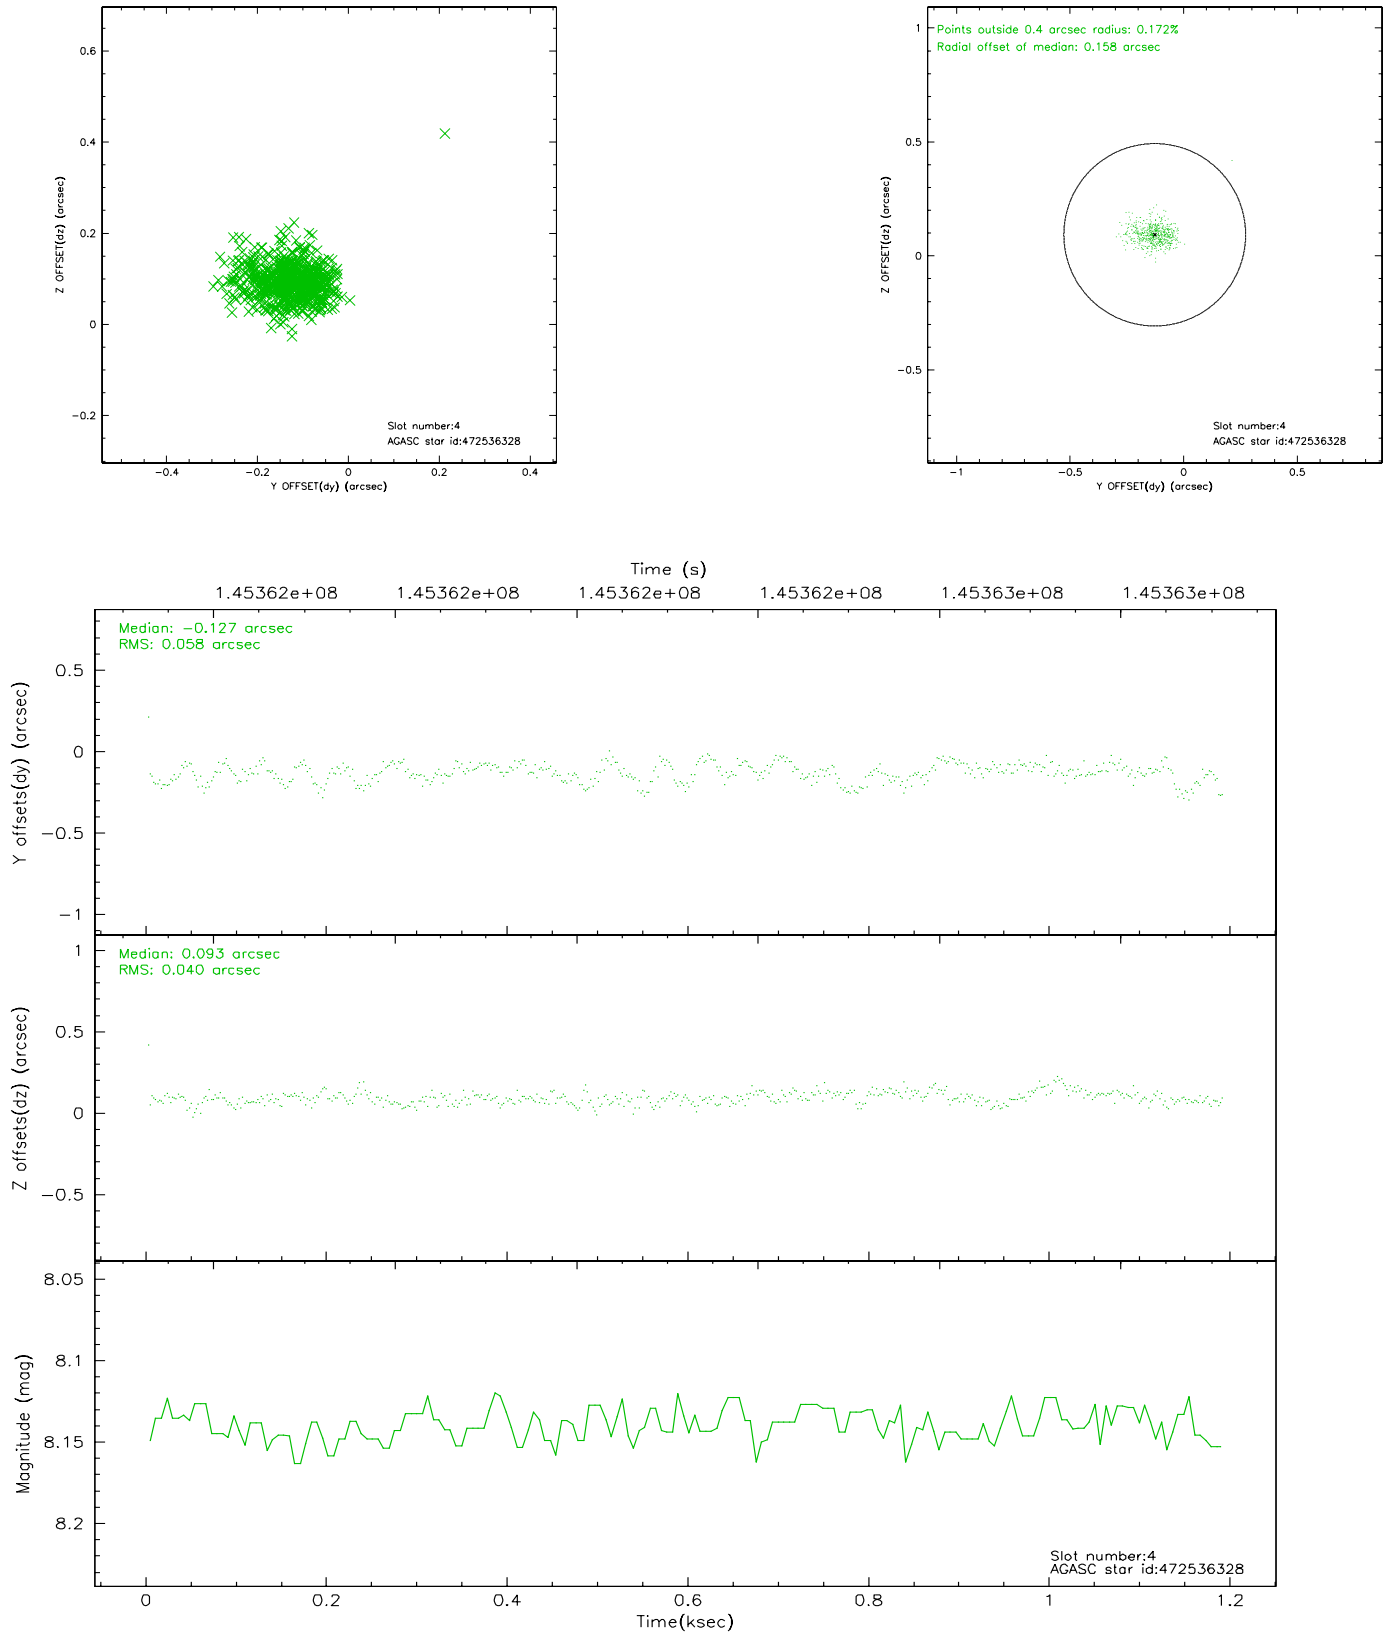 0.6
0.4
0.2
0
−0.2
Z OFFSET(dz) (arcsec)
Slot number:4
AGASC star id:472536328
−0.4 −0.2 0 0.2 0.4
Y OFFSET(dy) (arcsec)
Points outside 0.4 arcsec radius: 0.172%
Radial offset of median: 0.158 arcsec
1
0.5
0
−0.5
Z OFFSET(dz) (arcsec)
Slot number:4
AGASC star id:472536328
−1 −0.5 0 0.5
Y OFFSET(dy) (arcsec)
Time (s)
1.45362e+08 1.45362e+08 1.45362e+08 1.45362e+08 1.45363e+08 1.45363e+08
Median: −0.127 arcsec
RMS: 0.058 arcsec
0.5
0
−0.5
−1
Y offsets(dy) (arcsec)
Median: 0.093 arcsec
RMS: 0.040 arcsec
1
0.5
0
−0.5
Z offsets(dz) (arcsec)
8.05
8.1
8.15
8.2
Magnitude (mag)
Slot number:4
AGASC star id:472536328
0 0.2 0.4 0.6 0.8 1 1.2
Time(ksec)